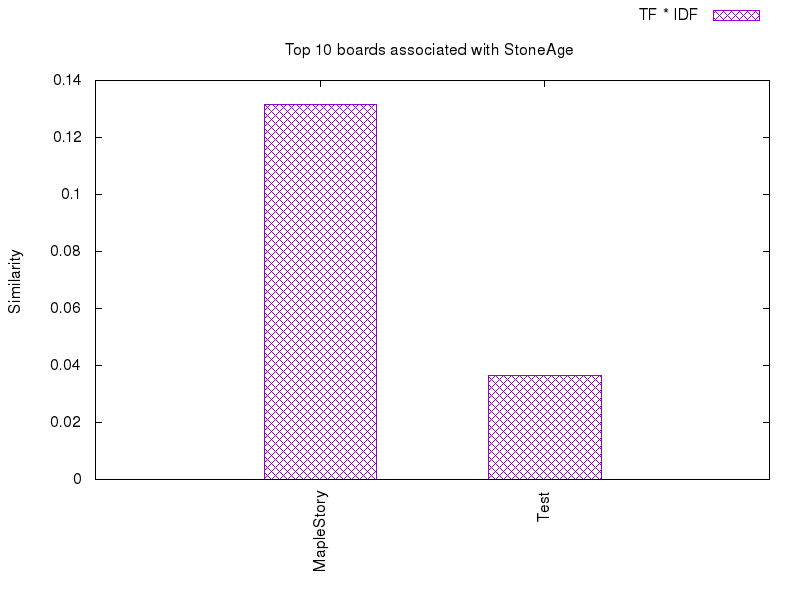 TF * IDF
Top 10 boards associated with StoneAge
0.14
0.12
0.1
0.08
0.06
0.04
0.02
0
Similarity
MapleStory
Test